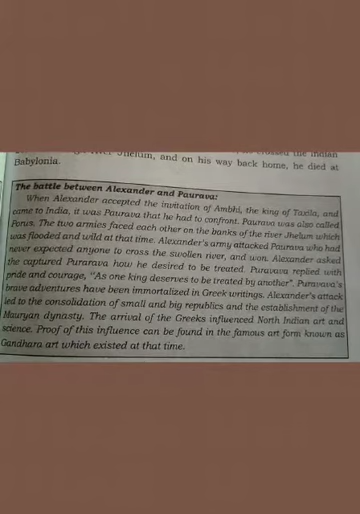 Jhelum, and on his way back home, he died at
Babylonia.
The battle between Alexander and Paurava:
When Alexander accepted the invitation of Ambhi, the king of Taxila, and
came to India, it was Paurava that he had to confront. Paurava was also called
Porus. The two armies faced each other on the banks of the river Jhelum which
was flooded and wild at that time. Alexander's army attacked Paurava who had
never expected anyone to cross the swollen river, and won. Alexander asked
the captured Purarava how he desired to be treated. Puravava replied with
pride and courage, "As one king deserves to be treated by another". Puravava's
brave adventures have been immortalized in Greek writings. Alexander's attack
led to the consolidation of small and big republics and the establishment of the
Mauryan dynasty. The arrival of the Greeks influenced North Indian art and
science. Proof of this influence can be found in the famous art form known as
Gandhara art which existed at that time.